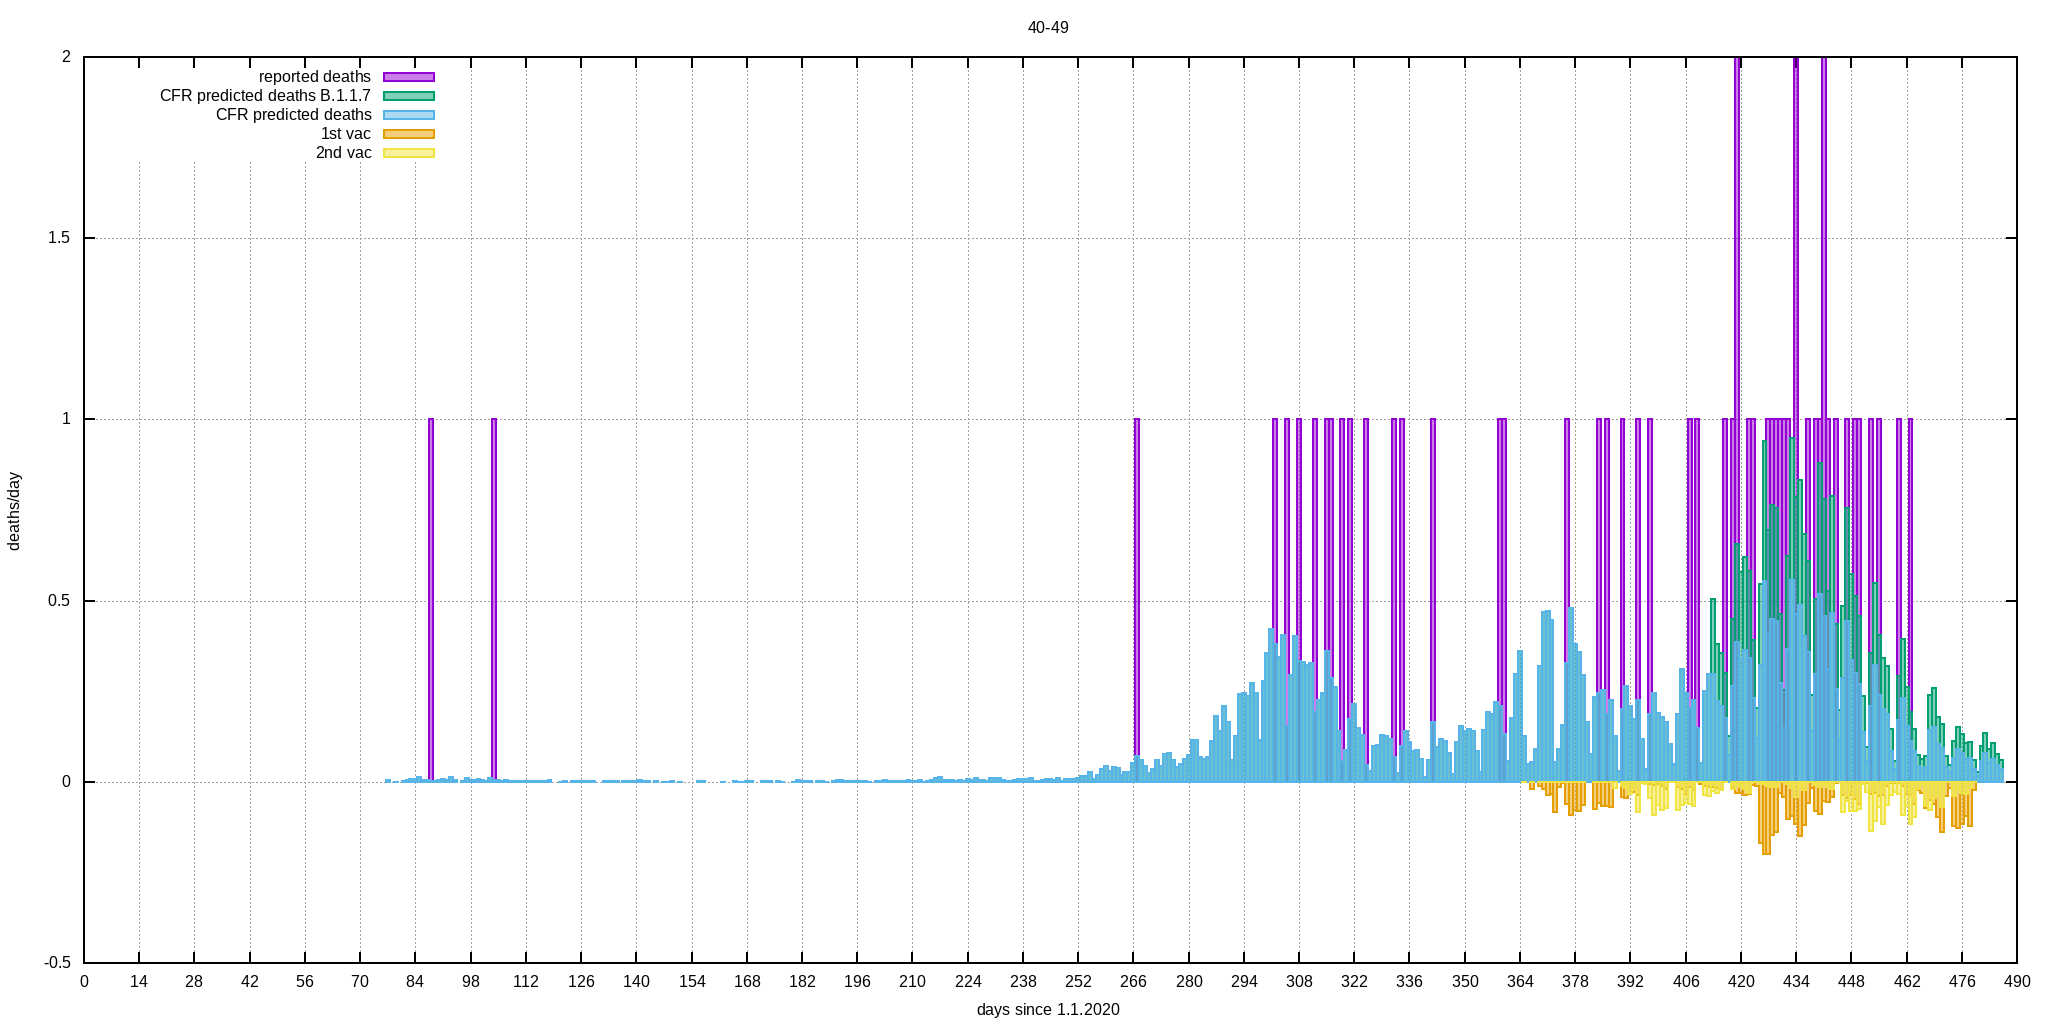 40-49
reported deaths
CFR predicted deaths B.1.1.7
CFR predicted deaths
1st vac
2nd vac
2
1.5
1
0.5
0
-0.5
deaths/day
0 14 28 42 56 70 84 98 112 126 140 154 168 182 196 210 224 238 252 266 280 294 308 322 336 350 364 378 392 406 420 434 448 462 476 490
days since 1.1.2020